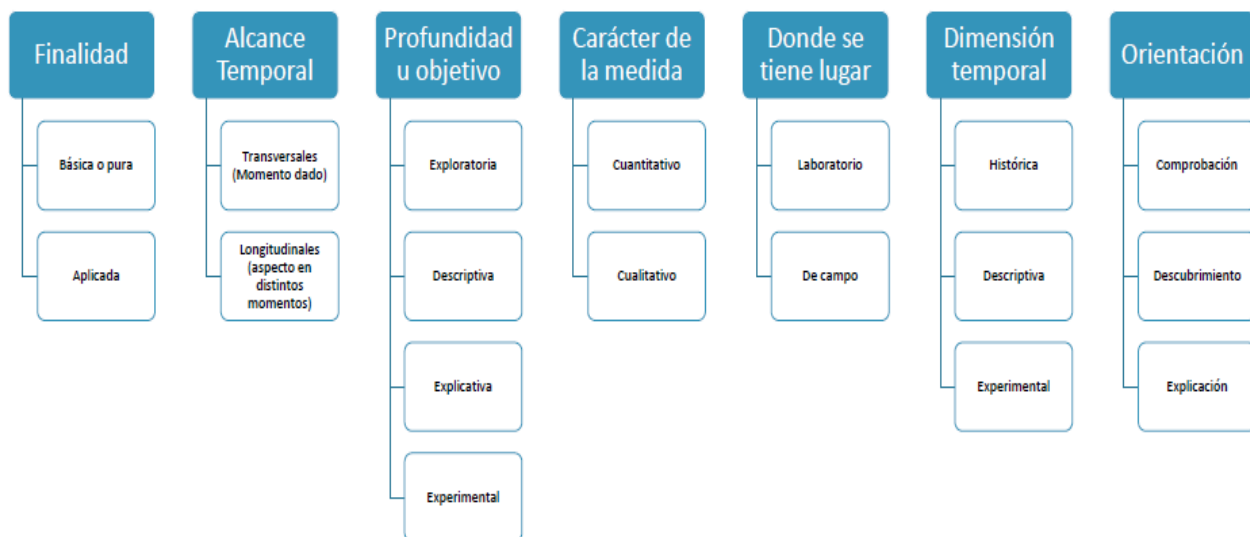 Finalidad
Básica o pura
Aplicada
Alcance
Temporal
Transversales
(Momento dado)
Longitudinales
(aspecto en
distintos
momentos)
Profundidad
u objetivo
Exploratoria
Descriptiva
Explicativa
Experimental
Carácter de
la medida
Cuantitativo
Cualitativo
Donde se
tiene lugar
Laboratorio
De campo
Dimensión
temporal
Histórica
Descriptiva
Experimental
Orientación
Comprobación
Descubrimiento
Explicación